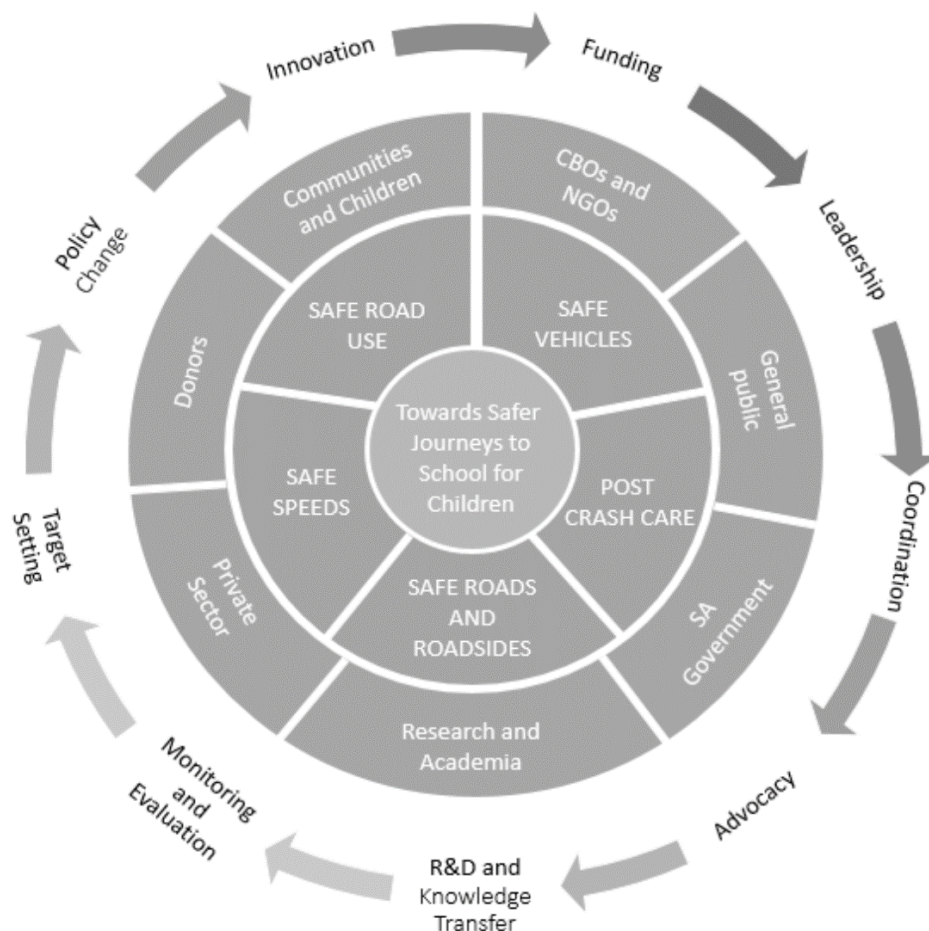 Innovation
Funding
Leadership
Coordination
Advocacy
R&D and
Knowledge
Transfer
Monitoring
and
Evaluation
Target
Setting
Policy
Change
Communities
and Children
CBOs and
NGOs
General
public
SA
Government
Research and
Academia
Private
Sector
Donors
SAFE ROAD
USE
SAFE
VEHICLES
POST
CRASH CARE
SAFE ROADS
AND
ROADSIDES
SAFE
SPEEDS
Towards Safer
Journeys to
School for
Children